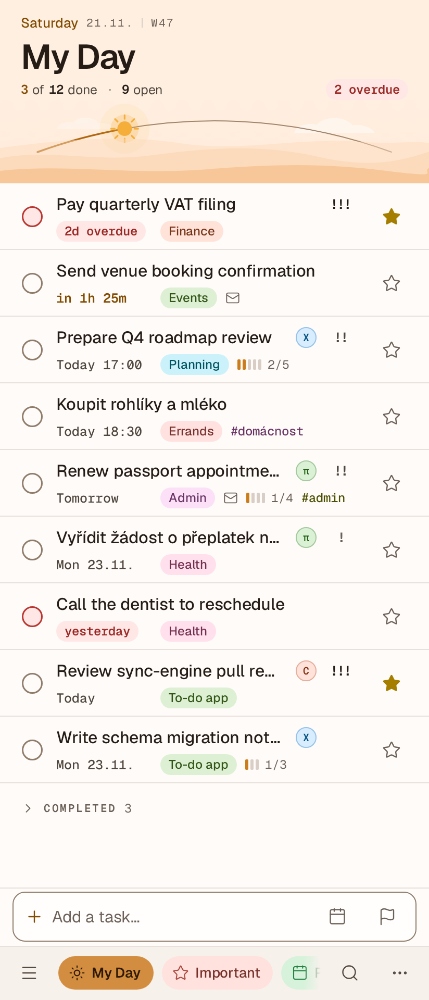 Saturday 21.11. | W47
My Day
3 of 12 done · 9 open
2 overdue
Pay quarterly VAT filing !!!
2d overdue Finance
Send venue booking confirmation
in 1h 25m Events
Prepare Q4 roadmap review X !!
Today 17:00 Planning 2/5
Koupit rohlíky a mléko
Today 18:30 Errands #domácnost
Renew passport appointme… π !!
Tomorrow Admin 1/4 #admin
Vyřídit žádost o přeplatek n… π !
Mon 23.11. Health
Call the dentist to reschedule
yesterday Health
Review sync-engine pull re… C !!!
Today To-do app
Write schema migration not… X
Mon 23.11. To-do app 1/3
COMPLETED 3
+ Add a task…
My Day Important